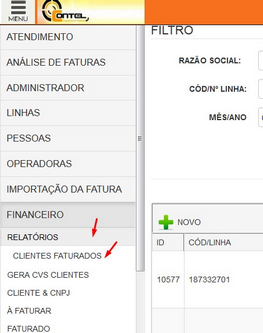 MENU
CONTEL
FILTRO
ATENDIMENTO
ANÁLISE DE FATURAS
ADMINISTRADOR
LINHAS
PESSOAS
OPERADORAS
IMPORTAÇÃO DA FATURA
FINANCEIRO
RELATÓRIOS
CLIENTES FATURADOS
GERA CVS CLIENTES
CLIENTE & CNPJ
À FATURAR
FATURADO
RAZÃO SOCIAL:
CÓD/Nº LINHA:
MÊS/ANO
NOVO
ID CÓD/LINHA
10577 187332701